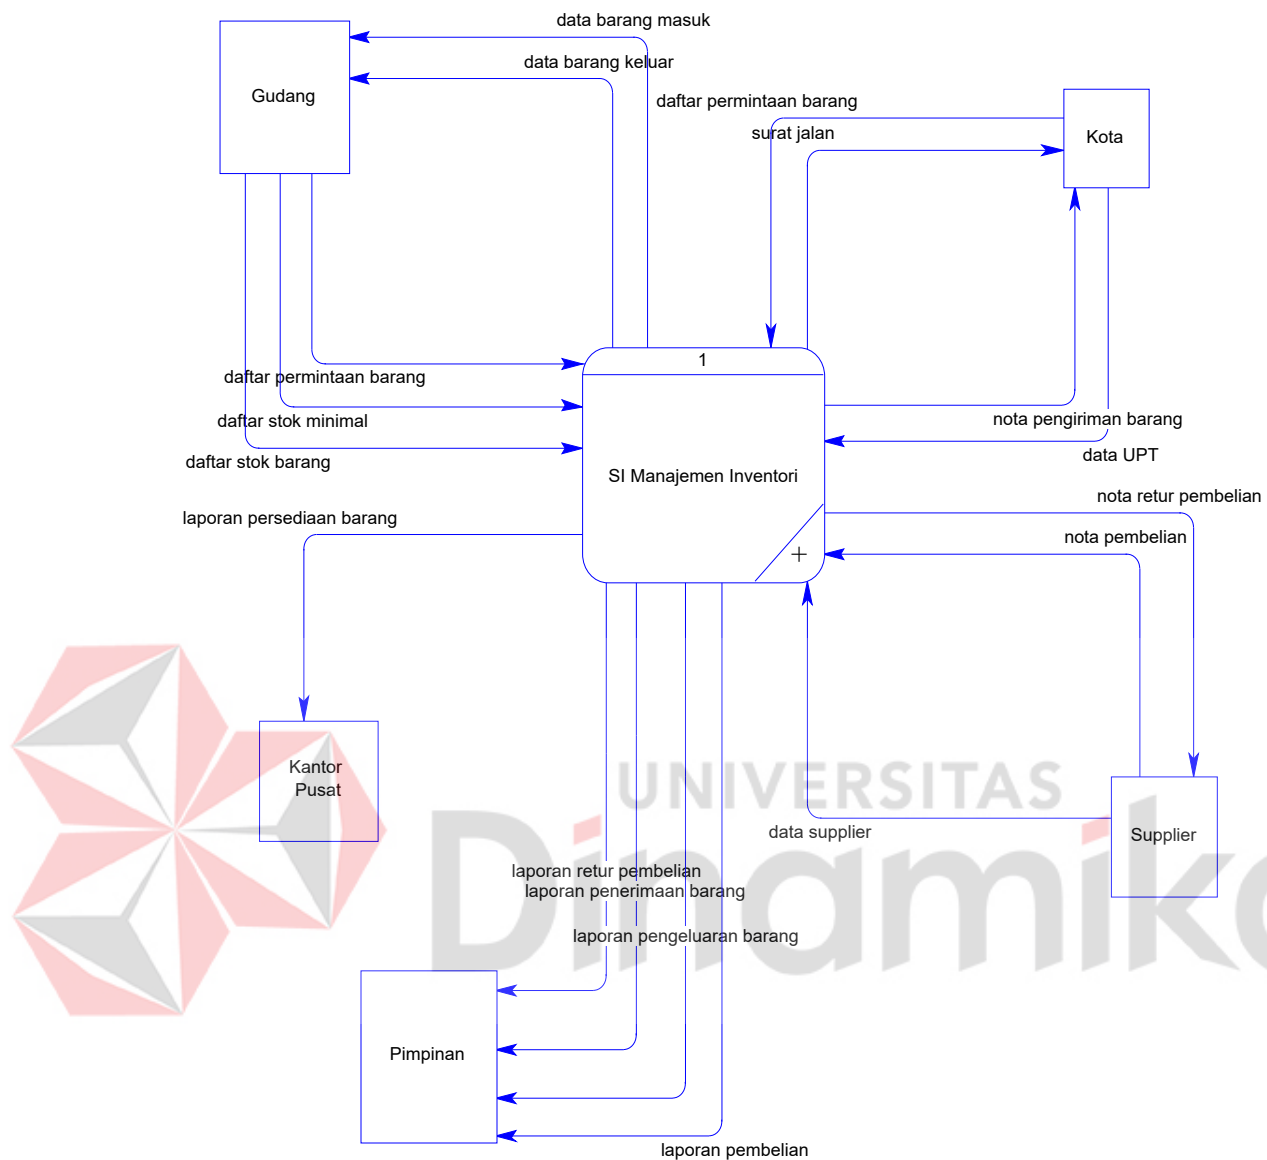 data barang masuk
data barang keluar
Gudang
daftar permintaan barang
surat jalan
Kota
1
daftar permintaan barang
daftar stok minimal
daftar stok barang
nota pengiriman barang
data UPT
SI Manajemen Inventori
nota retur pembelian
laporan persediaan barang
nota pembelian
+
Kantor
Pusat
UNIVERSITAS
Dinamika
data supplier
Supplier
laporan retur pembelian
laporan penerimaan barang
laporan pengeluaran barang
Pimpinan
laporan pembelian